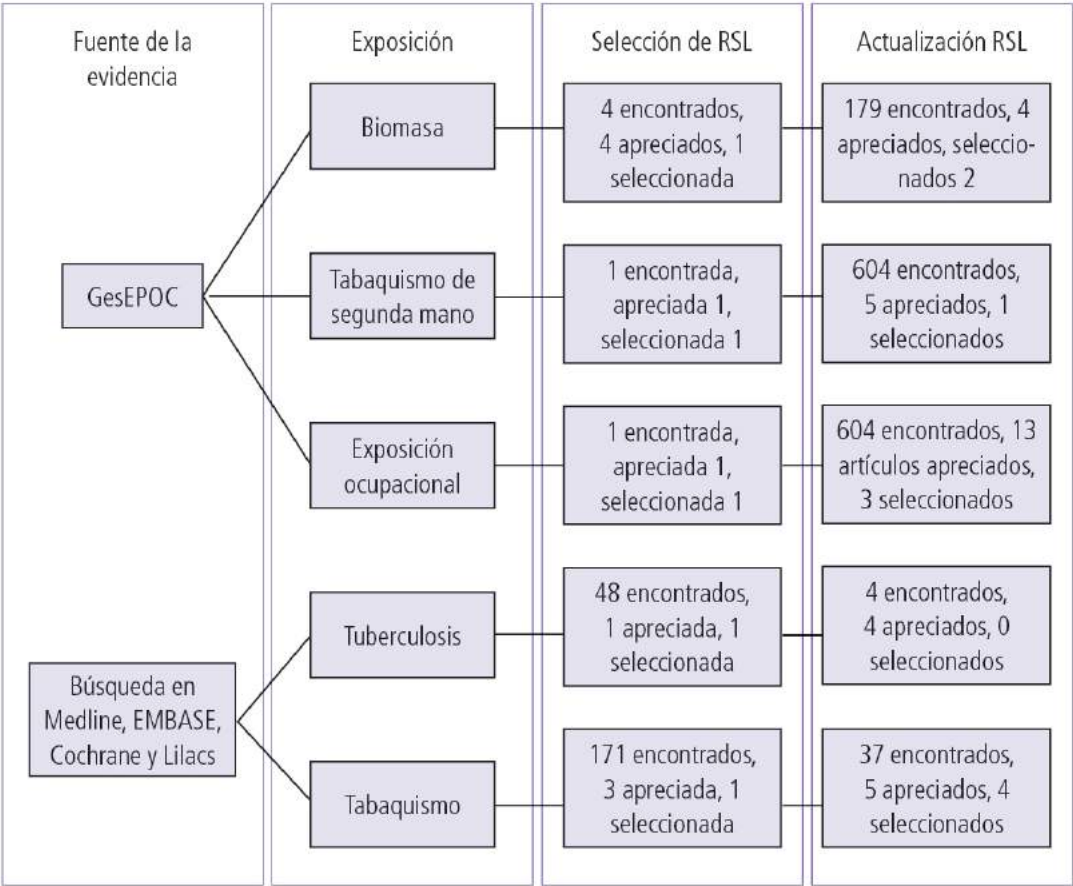 Fuente de la
evidencia
Exposición
Selección de RSL
Actualización RSL
GesEPOC
Biomasa
4 encontrados,
4 apreciados, 1
seleccionada
179 encontrados, 4
apreciados, seleccio-
nados 2
Tabaquismo de
segunda mano
1 encontrada,
apreciada 1,
seleccionada 1
604 encontrados,
5 apreciados, 1
seleccionados
Exposición
ocupacional
1 encontrada,
apreciada 1,
seleccionada 1
604 encontrados, 13
artículos apreciados,
3 seleccionados
Búsqueda en
Medline, EMBASE,
Cochrane y Lilacs
Tuberculosis
48 encontrados,
1 apreciada, 1
seleccionada
4 encontrados,
4 apreciados, 0
seleccionados
Tabaquismo
171 encontrados,
3 apreciada, 1
seleccionada
37 encontrados,
5 apreciados, 4
seleccionados